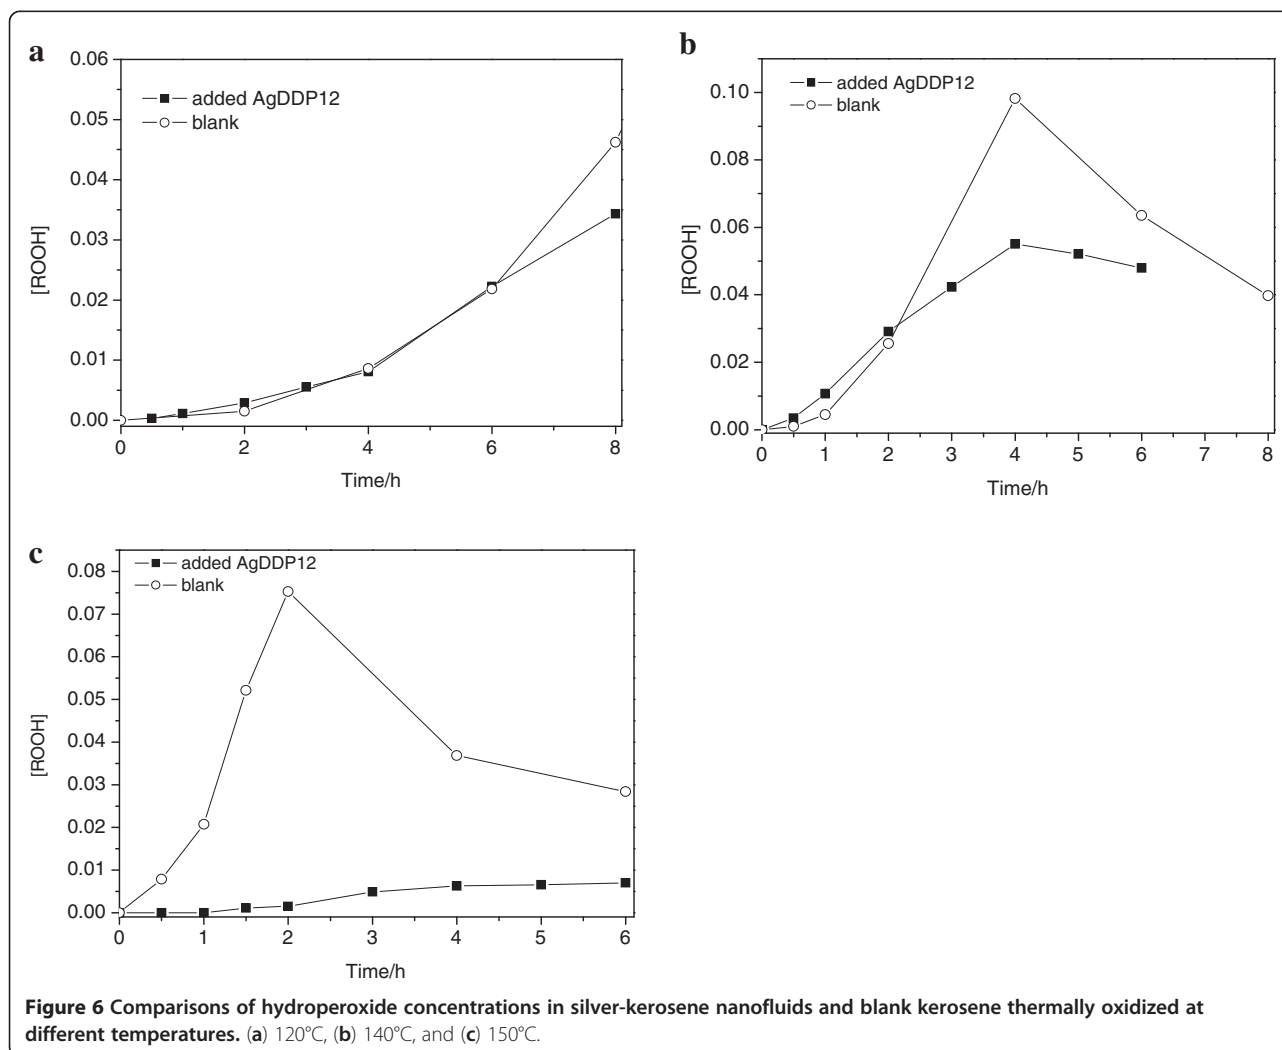 a
0.06
0.05
0.04
0.03
0.02
0.01
0.00
[ROOH]
added AgDDP12
blank
0 2 4 6 8
Time/h
b
0.10
0.08
0.06
0.04
0.02
0.00
[ROOH]
added AgDDP12
blank
0 1 2 3 4 5 6 7 8
Time/h
c
0.08
0.07
0.06
0.05
0.04
0.03
0.02
0.01
0.00
[ROOH]
added AgDDP12
blank
0 1 2 3 4 5 6
Time/h
Figure 6 Comparisons of hydroperoxide concentrations in silver-kerosene nanofluids and blank kerosene thermally oxidized at
different temperatures. (a) 120°C, (b) 140°C, and (c) 150°C.